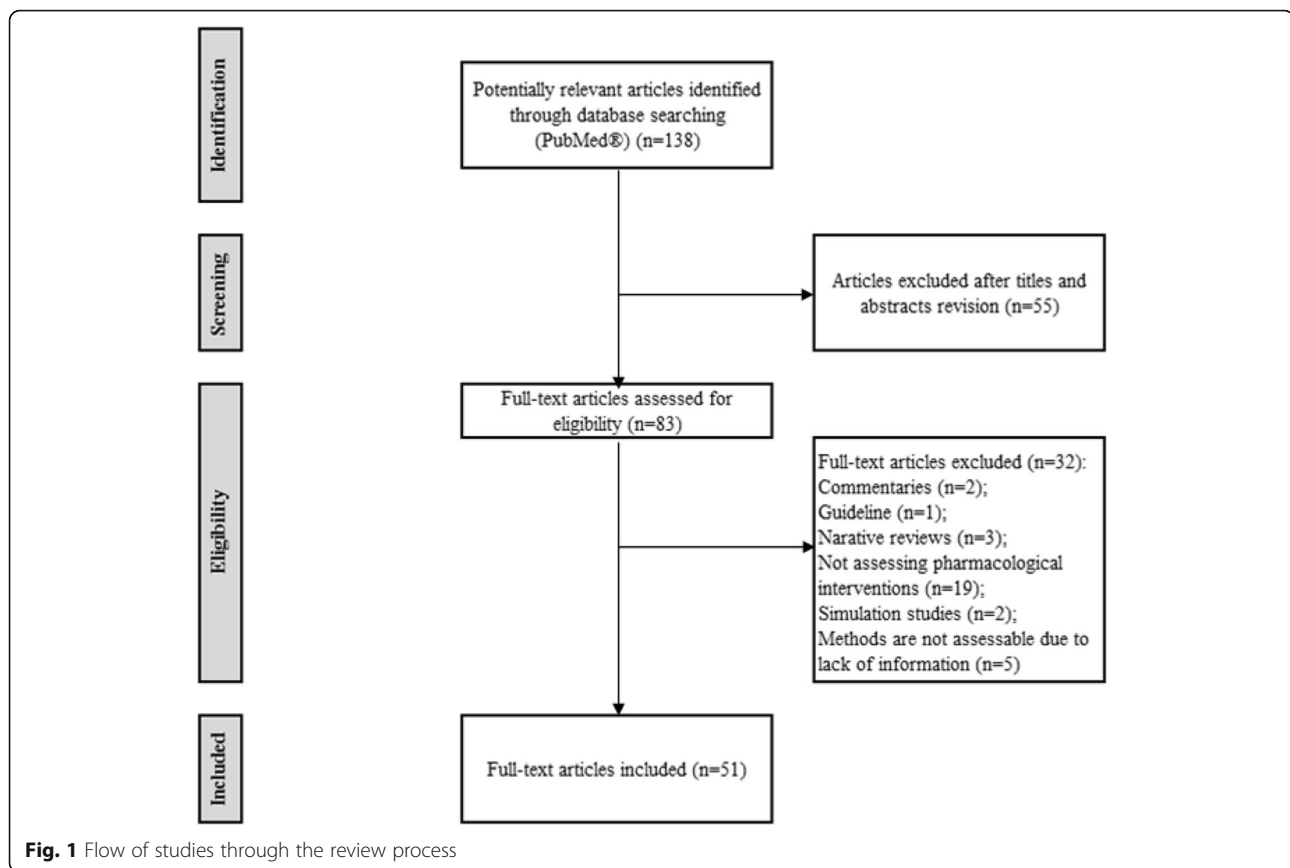 Identification
Potentially relevant articles identified
through database searching
(PubMed®) (n=138)
Screening
Articles excluded after titles and
abstracts revision (n=55)
Eligibility
Full-text articles assessed for
eligibility (n=83)
Full-text articles excluded (n=32):
Commentaries (n=2);
Guideline (n=1);
Narative reviews (n=3);
Not assessing pharmacological
interventions (n=19);
Simulation studies (n=2);
Methods are not assessable due to
lack of information (n=5)
Included
Full-text articles included (n=51)
Fig. 1 Flow of studies through the review process